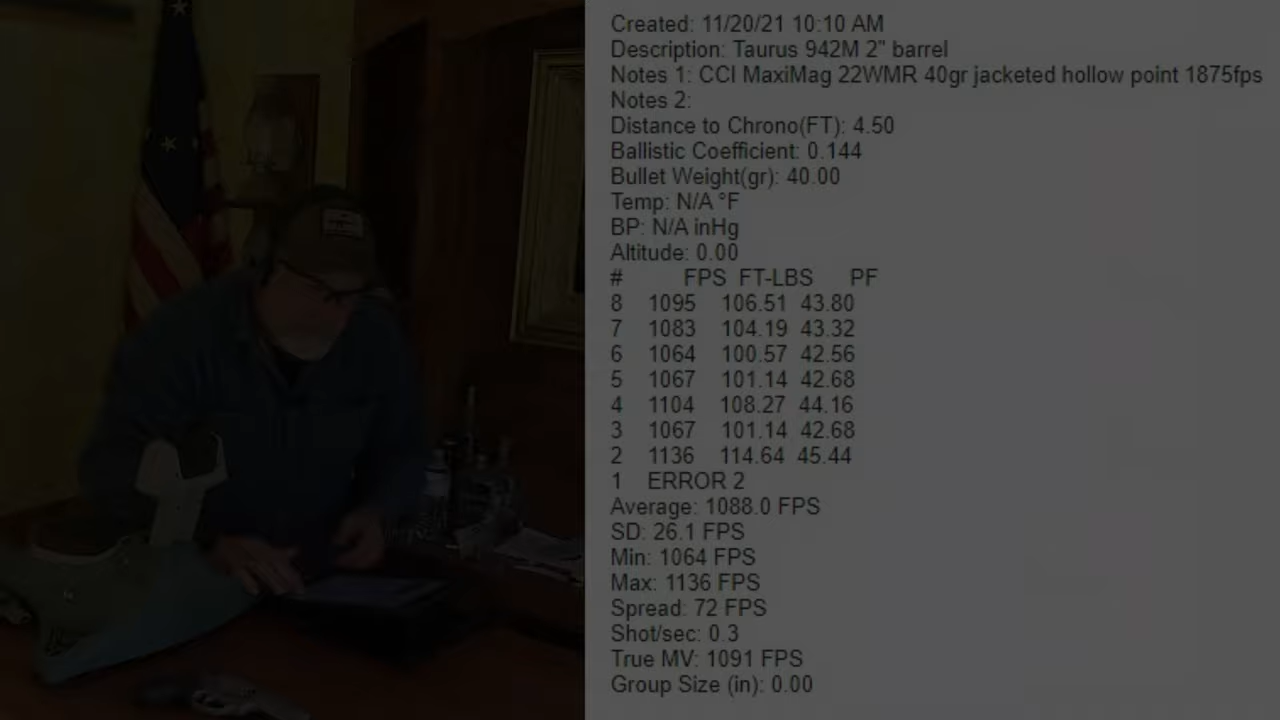 Created: 11/20/21 10:10 AM
Description: Taurus 942M 2" barrel
Notes 1: CCI MaxiMag 22WMR 40gr jacketed hollow point 1875fps
Notes 2:
Distance to Chrono(FT): 4.50
Ballistic Coefficient: 0.144
Bullet Weight(gr): 40.00
Temp: N/A °F
BP: N/A inHg
Altitude: 0.00
# FPS FT-LBS PF
8 1095 106.51 43.80
7 1083 104.19 43.32
6 1064 100.57 42.56
5 1067 101.14 42.68
4 1104 108.27 44.16
3 1067 101.14 42.68
2 1136 114.64 45.44
1 ERROR 2
Average: 1088.0 FPS
SD: 26.1 FPS
Min: 1064 FPS
Max: 1136 FPS
Spread: 72 FPS
Shot/sec: 0.3
True MV: 1091 FPS
Group Size (in): 0.00